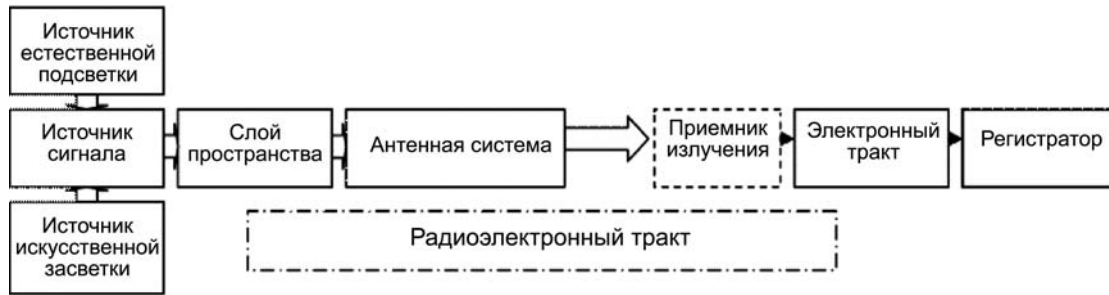 Источник
естественной
подсветки
Источник
сигнала
Слой
пространства
Антенная система
Приемник
излучения
Электронный
тракт
Регистратор
Источник
искусственной
засветки
Радиоэлектронный тракт